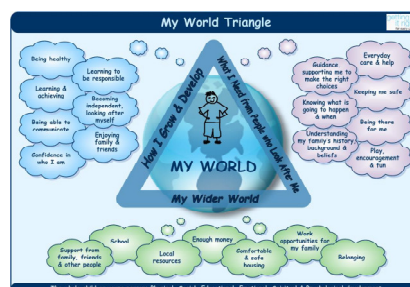 My World Triangle
Being healthy
Learning to
be responsible
Learning &
achieving
Becoming
independent,
looking after
myself
Being able to
communicate
Enjoying
family &
friends
Confidence in
who I am
How I Grow & Develop
What I Need from People Who Look After Me
MY WORLD
My Wider World
Everyday
care & help
Guidance
supporting me to
make the right
choices
Keeping me safe
Knowing what is
going to happen
& when
Being there
for me
Understanding
my family's history,
background &
beliefs
Play,
encouragement
& fun
Support from
family, friends
& other people
School
Local
resources
Enough money
Comfortable
& safe
housing
Work
opportunities for
my family
Belonging